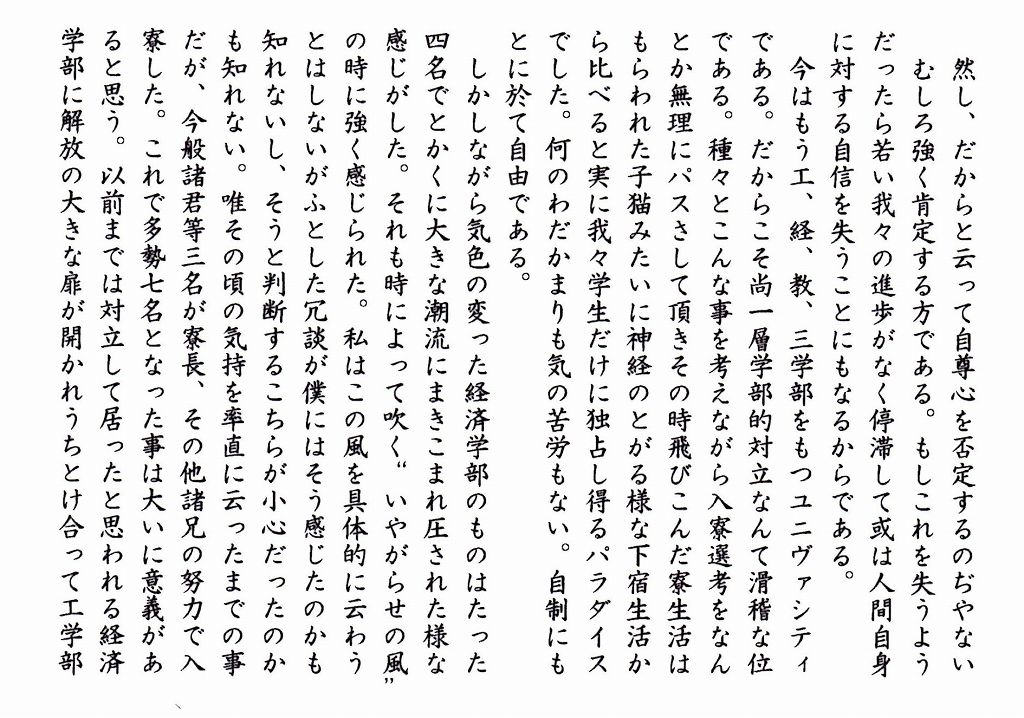 然し、だからと云って自尊心を否定するのぢやない
むしろ強く肯定する方である。もしこれを失うよう
だったら若い我々の進歩がなく停滞して或は人間自身
に対する自信を失うことにもなるからである。
今はもう工、経、教、三学部をもつユニヴァシティ
である。だからこそ尚一層学部的対立なんて滑稽な位
である。種々とこんな事を考えながら入寮選考をなん
とか無理にパスさして頂きその時飛びこんだ寮生活は
もらわれた子猫みたいに神経のとがる様な下宿生活か
ら比べると実に我々学生だけに独占し得るパラダイス
でした。何のわだかまりも気の苦労もない。自制にも
とに於て自由である。
しかしながら気色の変った経済学部のものはたった
四名でとかくに大きな潮流にまきこまれ圧された様な
感じがした。それも時によって吹く“いやがらせの風”
の時に強く感じられた。私はこの風を具体的に云わう
とはしないがふとした冗談が僕にはそう感じたのかも
知れないし、そうと判断するこちらが小心だったのか
も知れない。唯その頃の気持を率直に云ったまでの事
だが、今般諸君等三名が寮長、その他諸兄の努力で入
寮した。これで多勢七名となった事は大いに意義があ
ると思う。以前までは対立して居ったと思われる経済
学部に解放の大きな扉が開かれうちとけ合って工学部